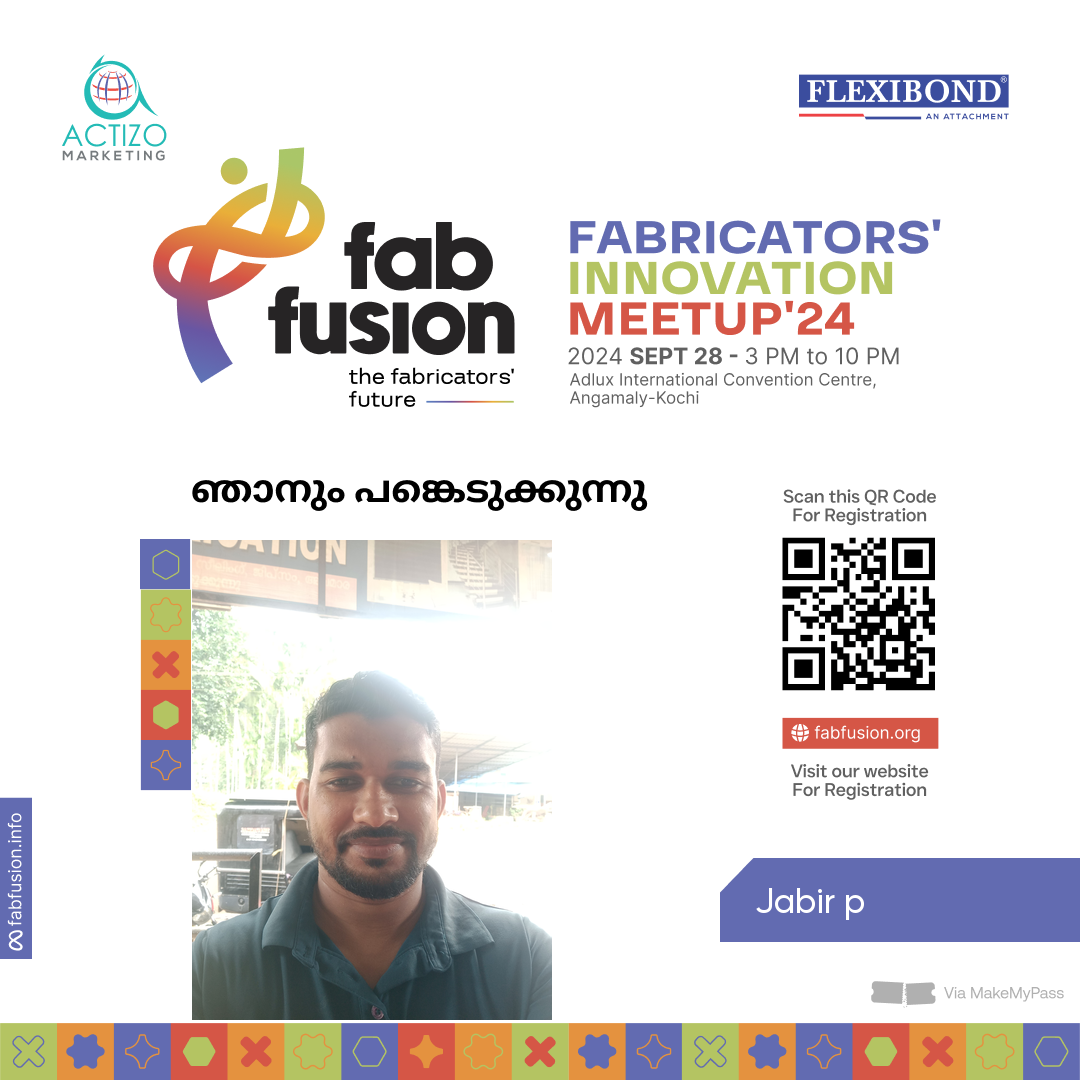 ACTIZO
MARKETING
FLEXIBOND®
AN ATTACHMENT
fab
fusion
the fabricators'
future
FABRICATORS'
INNOVATION
MEETUP'24
2024 SEPT 28 - 3 PM to 10 PM
Adlux International Convention Centre,
Angamaly-Kochi
ഞാനും പങ്കെടുക്കുന്നു
Scan this QR Code
For Registration
fabfusion.org
Visit our website
For Registration
fabfusion.info
Jabir p
Via MakeMyPass